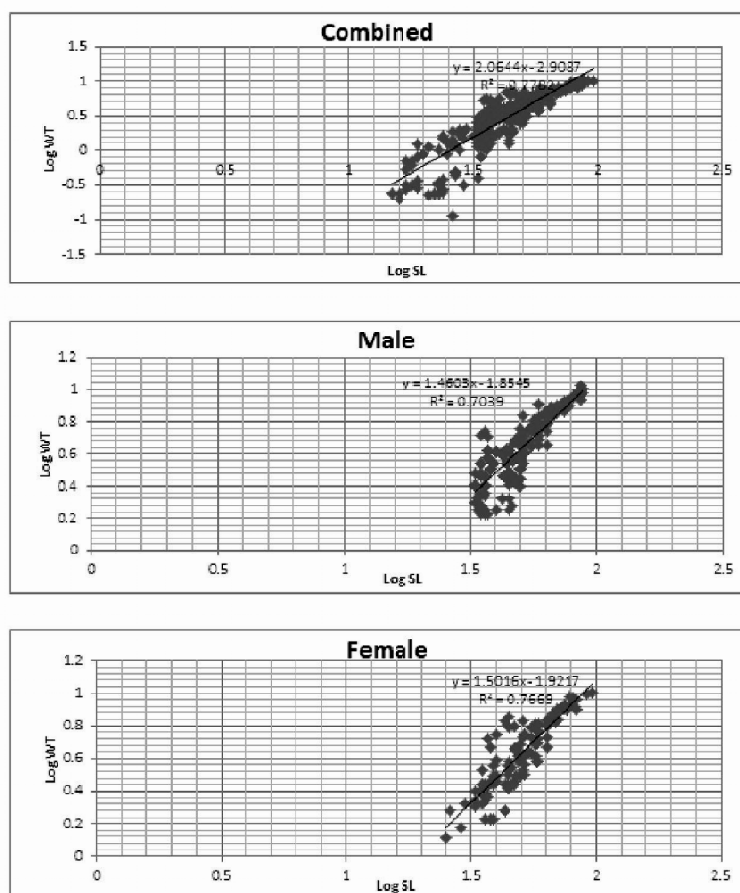 Combined
1.5
y = 2.0644x - 2.9087
1
0.5
Log WT
0
0 0.5 1 1.5 2 2.5
-0.5
-1
-1.5
Log SL
Male
1.2
y = 1.4603x - 1.8545
R² = 0.7039
1
0.8
0.6
Log WT
0.4
0.2
0
0 0.5 1 1.5 2 2.5
Log SL
Female
1.2
y = 1.5016x - 1.9217
R² = 0.7669
1
0.8
0.6
Log WT
0.4
0.2
0
0 0.5 1 1.5 2 2.5
Log SL